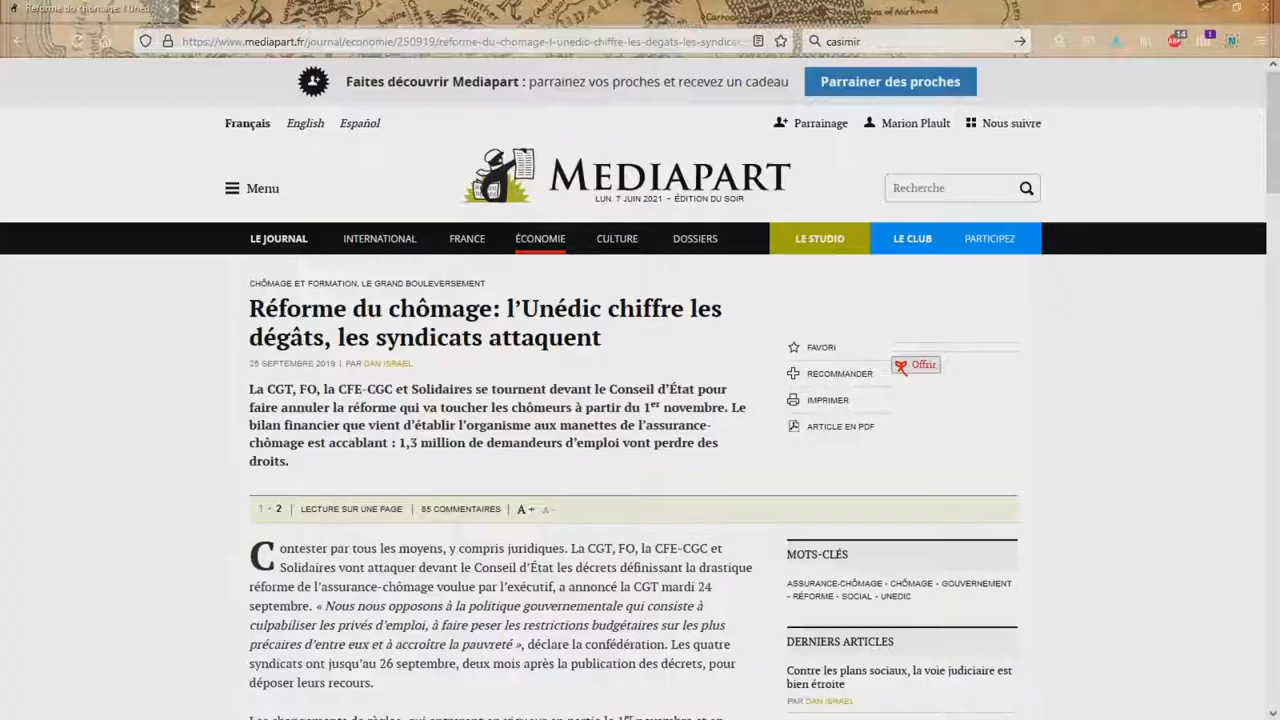 Réforme du chômage: l'Unéd
https://www.mediapart.fr/journal/economie/250919/reforme-du-chomage-l-unedic-chiffre-les-degats-les-syndica
casimir
14
1
Faites découvrir Mediapart : parrainez vos proches et recevez un cadeau
Parrainer des proches
Français English Español
Parrainage Marion Plault Nous suivre
Menu
MEDIAPART
LUN. 7 JUIN 2021 - ÉDITION DU SOIR
Recherche
LE JOURNAL INTERNATIONAL FRANCE ÉCONOMIE CULTURE DOSSIERS LE STUDIO LE CLUB PARTICIPEZ
CHÔMAGE ET FORMATION, LE GRAND BOULEVERSEMENT
Réforme du chômage: l'Unédic chiffre les
dégâts, les syndicats attaquent
25 SEPTEMBRE 2019 | PAR DAN ISRAEL
La CGT, FO, la CFE-CGC et Solidaires se tournent devant le Conseil d'État pour
faire annuler la réforme qui va toucher les chômeurs à partir du 1er novembre. Le
bilan financier que vient d'établir l'organisme aux manettes de l'assurance-
chômage est accablant : 1,3 million de demandeurs d'emploi vont perdre des
droits.
FAVORI
Offrir
RECOMMANDER
IMPRIMER
ARTICLE EN PDF
1 - 2 | LECTURE SUR UNE PAGE | 85 COMMENTAIRES | A + A -
Contester par tous les moyens, y compris juridiques. La CGT, FO, la CFE-CGC et
Solidaires vont attaquer devant le Conseil d'État les décrets définissant la drastique
réforme de l'assurance-chômage voulue par l'exécutif, a annoncé la CGT mardi 24
septembre. « Nous nous opposons à la politique gouvernementale qui consiste à
culpabiliser les privés d'emploi, à faire peser les restrictions budgétaires sur les plus
précaires d'entre eux et à accroître la pauvreté », déclare la confédération. Les quatre
syndicats ont jusqu'au 26 septembre, deux mois après la publication des décrets, pour
déposer leurs recours.
MOTS-CLÉS
ASSURANCE-CHÔMAGE - CHÔMAGE - GOUVERNEMENT
- RÉFORME - SOCIAL - UNEDIC
DERNIERS ARTICLES
Contre les plans sociaux, la voie judiciaire est
bien étroite
PAR DAN ISRAEL